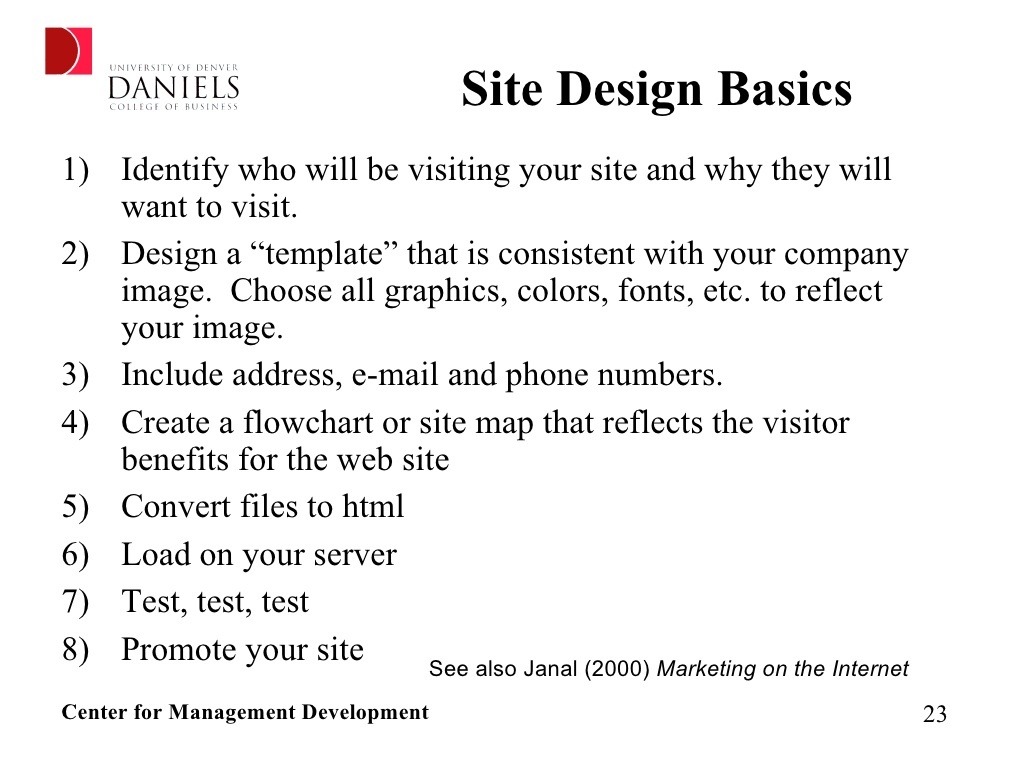 UNIVERSITY OF DENVER
DANIELS
COLLEGE OF BUSINESS
Site Design Basics
1) Identify who will be visiting your site and why they will
want to visit.
2) Design a “template” that is consistent with your company
image.  Choose all graphics, colors, fonts, etc. to reflect
your image.
3) Include address, e-mail and phone numbers.
4) Create a flowchart or site map that reflects the visitor
benefits for the web site
5) Convert files to html
6) Load on your server
7) Test, test, test
8) Promote your site
See also Janal (2000) Marketing on the Internet
Center for Management Development
23